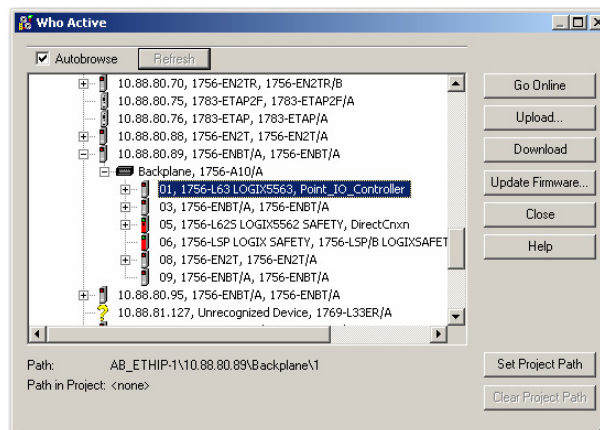 Who Active
Autobrowse
Refresh
10.88.80.70, 1756-EN2TR, 1756-EN2TR/B
10.88.80.75, 1783-ETAP2F, 1783-ETAP2F/A
10.88.80.76, 1783-ETAP, 1783-ETAP/A
10.88.80.88, 1756-EN2T, 1756-EN2T/A
10.88.80.89, 1756-ENBT/A, 1756-ENBT/A
Backplane, 1756-A10/A
01, 1756-L63 LOGIX5563, Point_IO_Controller
03, 1756-ENBT/A, 1756-ENBT/A
05, 1756-L62S LOGIX5562 SAFETY, DirectCnxn
06, 1756-LSP LOGIX SAFETY, 1756-LSP/B LOGIXSAFET
08, 1756-EN2T, 1756-EN2T/A
09, 1756-ENBT/A, 1756-ENBT/A
10.88.80.95, 1756-ENBT/A, 1756-ENBT/A
10.88.81.127, Unrecognized Device, 1769-L33ER/A
Go Online
Upload...
Download
Update Firmware...
Close
Help
Path: AB_ETHIP-1\10.88.80.89\Backplane\1
Path in Project: <none>
Set Project Path
Clear Project Path